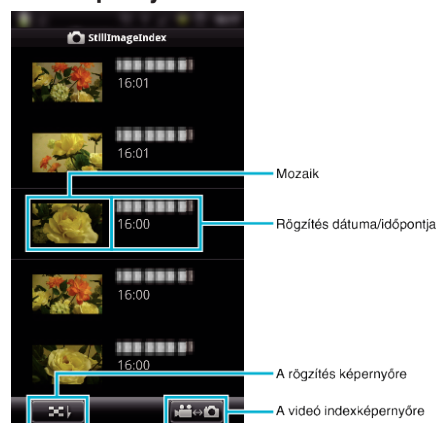 StillImageIndex
16:01
16:01
Mozaik
16:00
Rögzítés dátuma/időpontja
16:00
16:00
A rögzítés képernyőre
A videó indexképernyőre